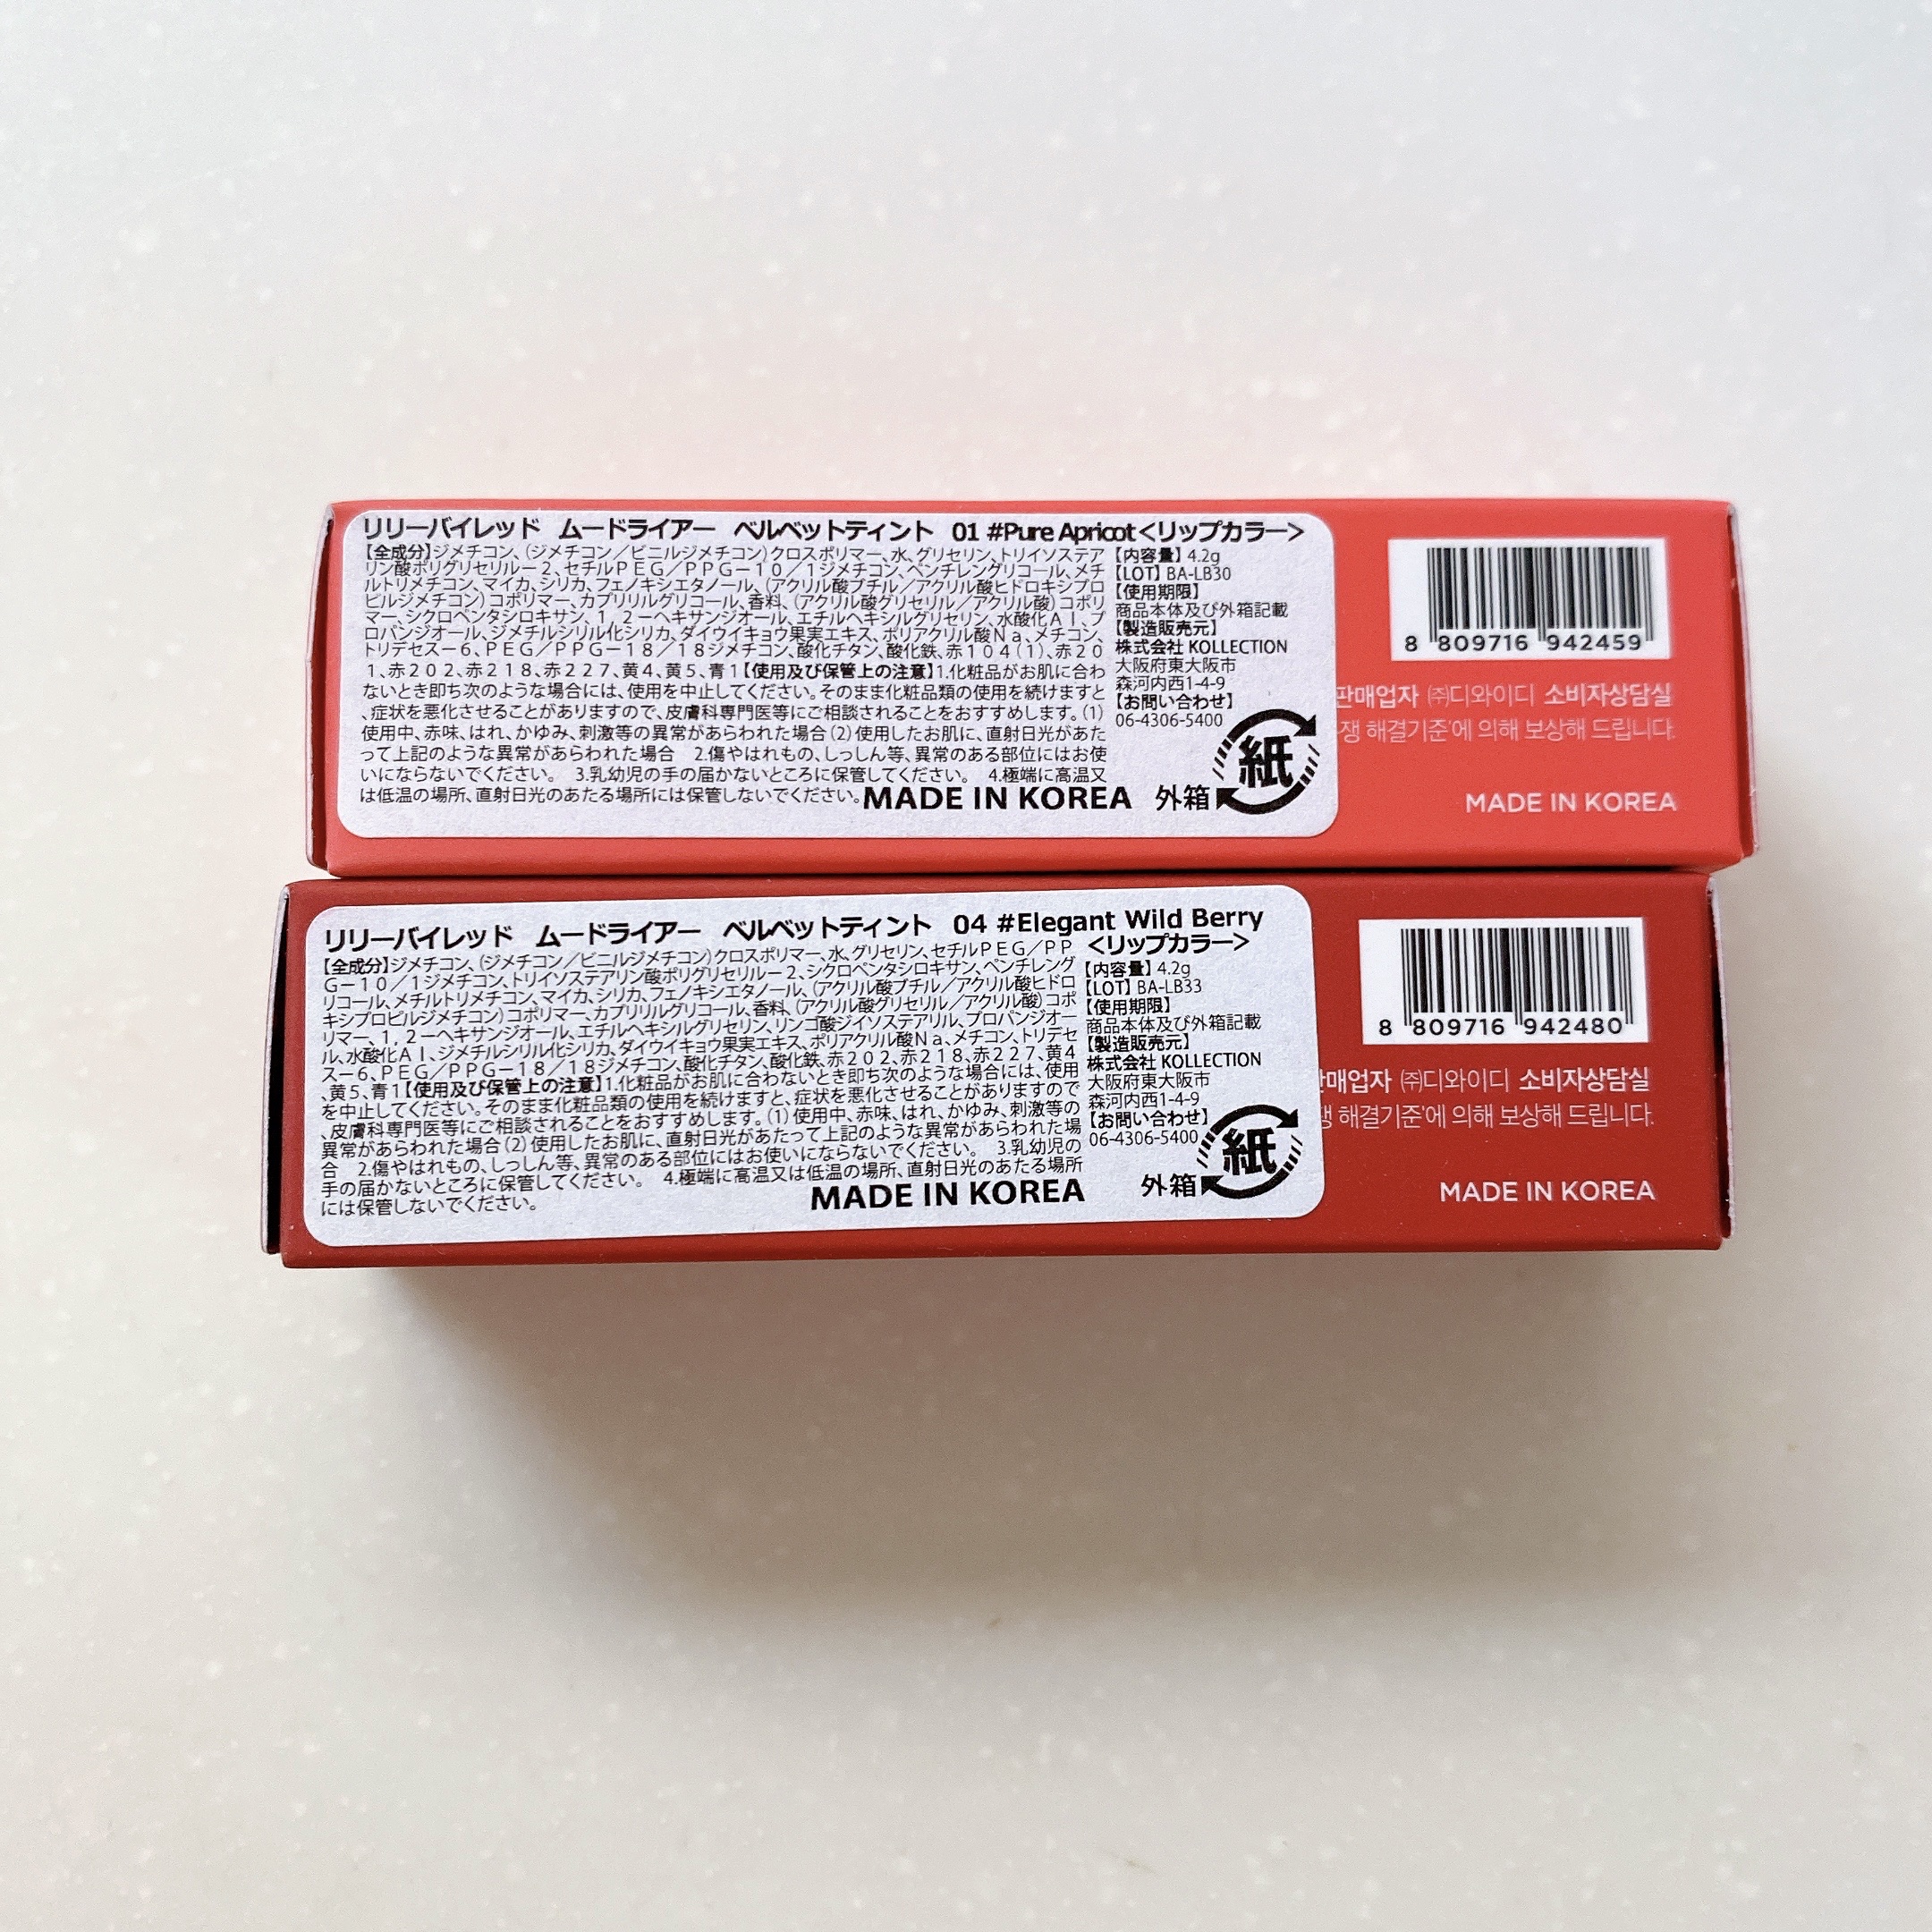 リリーバイレッド ムードライアー ベルベットティント 01 #Pure Apricot<リップカラー>
【全成分】ジメチコン、(ジメチコン／ビニルジメチコン)クロスポリマー、水、グリセリン、トリイソステア
リン酸ポリグリセリル－2、セチルＰＥＧ／ＰＰＧ－10／1ジメチコン、ペンチレングリコール、メチ
ルトリメチコン、マイカ、シリカ、フェノキシエタノール、(アクリル酸ブチル／アクリル酸ヒドロキシプロ
ピルジメチコン)コポリマー、カプリリルグリコール、香料、(アクリル酸グリセリル／アクリル酸)コポリ
マー、シクロペンタシロキサン、1，2－ヘキサンジオール、エチルヘキシルグリセリン、水酸化Ａｌ、プ
ロパンジオール、ジメチルシリル化シリカ、ダイウイキョウ果実エキス、ポリアクリル酸Ｎａ、メチコン、
トリデセス－6、ＰＥＧ／ＰＰＧ－18／18ジメチコン、酸化チタン、酸化鉄、赤104(1)、赤20
1、赤202、赤218、赤227、黄4、黄5、青1【使用及び保管上の注意】1.化粧品がお肌に合わ
ないとき即ち次のような場合には、使用を中止してください。そのまま化粧品類の使用を続けますと
、症状を悪化させることがありますので、皮膚科専門医等にご相談されることをおすすめします。(1)
使用中、赤味、はれ、かゆみ、刺激等の異常があらわれた場合(2)使用したお肌に、直射日光があた
って上記のような異常があらわれた場合 2.傷やはれもの、しっしん等、異常のある部位にはお使
いにならないでください。 3.乳幼児の手の届かないところに保管してください。 4.極端に高温又
は低温の場所、直射日光のあたる場所には保管しないでください。
MADE IN KOREA
【内容量】4.2g
【LOT】BA-LB30
【使用期限】
商品本体及び外箱記載
【製造販売元】
株式会社 KOLLECTION
大阪府東大阪市
森河内西1-4-9
【お問い合わせ】
06-4306-5400
外箱
紙
8 809716 942459
판매업자 ㈜디와이디 소비자상담실
쟁 해결기준'에 의해 보상해 드립니다.
MADE IN KOREA
リリーバイレッド ムードライアー ベルベットティント 04 #Elegant Wild Berry
<リップカラー>
【全成分】ジメチコン、(ジメチコン／ビニルジメチコン)クロスポリマー、水、グリセリン、セチルＰＥＧ／ＰＰ
Ｇ－10／1ジメチコン、トリイソステアリン酸ポリグリセリル－2、シクロペンタシロキサン、ペンチレング
リコール、メチルトリメチコン、マイカ、シリカ、フェノキシエタノール、(アクリル酸ブチル／アクリル酸ヒドロ
キシプロピルジメチコン)コポリマー、カプリリルグリコール、香料、(アクリル酸グリセリル／アクリル酸)コポ
リマー、1，2－ヘキサンジオール、エチルヘキシルグリセリン、リンゴ酸ジイソステアリル、プロパンジオー
ル、水酸化Ａｌ、ジメチルシリル化シリカ、ダイウイキョウ果実エキス、ポリアクリル酸Ｎａ、メチコン、トリデセ
ス－6、ＰＥＧ／ＰＰＧ－18／18ジメチコン、酸化チタン、酸化鉄、赤202、赤218、赤227、黄4
、黄5、青1【使用及び保管上の注意】1.化粧品がお肌に合わないとき即ち次のような場合には、使用
を中止してください。そのまま化粧品類の使用を続けますと、症状を悪化させることがありますので
、皮膚科専門医等にご相談されることをおすすめします。(1)使用中、赤味、はれ、かゆみ、刺激等の
異常があらわれた場合(2)使用したお肌に、直射日光があたって上記のような異常があらわれた場
合 2.傷やはれもの、しっしん等、異常のある部位にはお使いにならないでください。 3.乳幼児の
手の届かないところに保管してください。 4.極端に高温又は低温の場所、直射日光のあたる場所
には保管しないでください。
MADE IN KOREA
【内容量】4.2g
【LOT】BA-LB33
【使用期限】
商品本体及び外箱記載
【製造販売元】
株式会社 KOLLECTION
大阪府東大阪市
森河内西1-4-9
【お問い合わせ】
06-4306-5400
外箱
紙
8 809716 942480
매업자 ㈜디와이디 소비자상담실
쟁 해결기준'에 의해 보상해 드립니다.
MADE IN KOREA